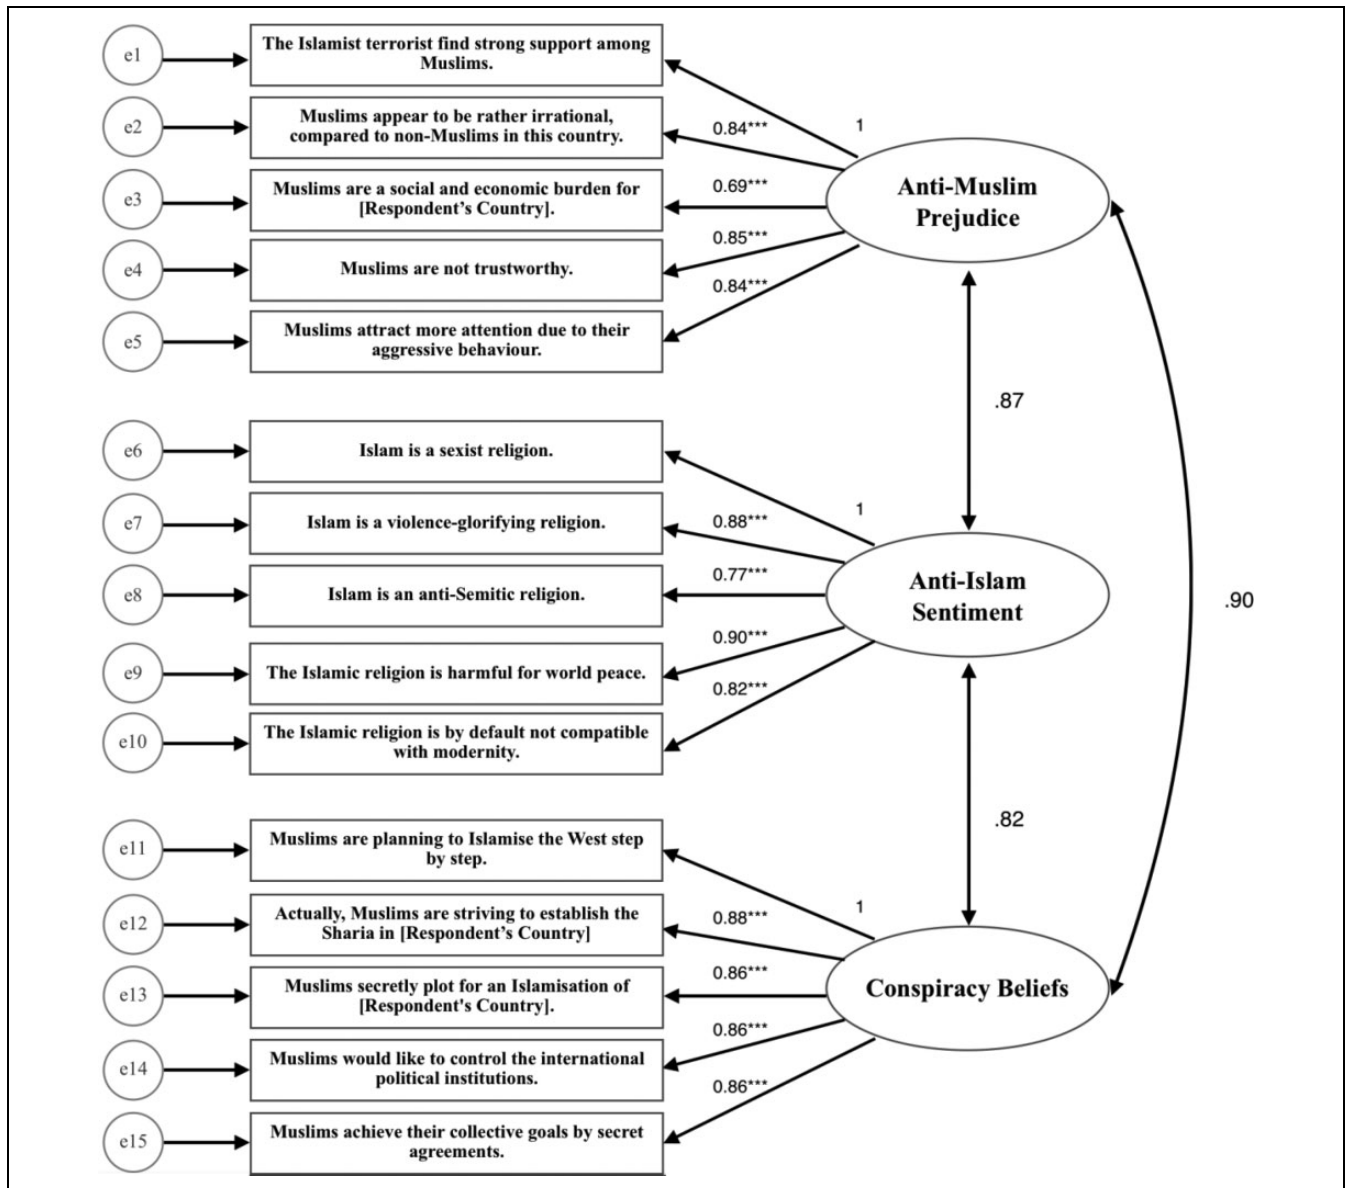 e1
The Islamist terrorist find strong support among
Muslims.
1
e2
Muslims appear to be rather irrational,
compared to non-Muslims in this country.
0.84***
Anti-Muslim
Prejudice
e3
Muslims are a social and economic burden for
[Respondent’s Country].
0.69***
e4
Muslims are not trustworthy.
0.85***
e5
Muslims attract more attention due to their
aggressive behaviour.
0.84***
.87
e6
Islam is a sexist religion.
1
e7
Islam is a violence-glorifying religion.
0.88***
e8
Islam is an anti-Semitic religion.
0.77***
Anti-Islam
Sentiment
.90
e9
The Islamic religion is harmful for world peace.
0.90***
e10
The Islamic religion is by default not compatible
with modernity.
0.82***
.82
e11
Muslims are planning to Islamise the West step
by step.
1
e12
Actually, Muslims are striving to establish the
Sharia in [Respondent’s Country]
0.88***
e13
Muslims secretly plot for an Islamisation of
[Respondent's Country].
0.86***
Conspiracy Beliefs
e14
Muslims would like to control the international
political institutions.
0.86***
e15
Muslims achieve their collective goals by secret
agreements.
0.86***